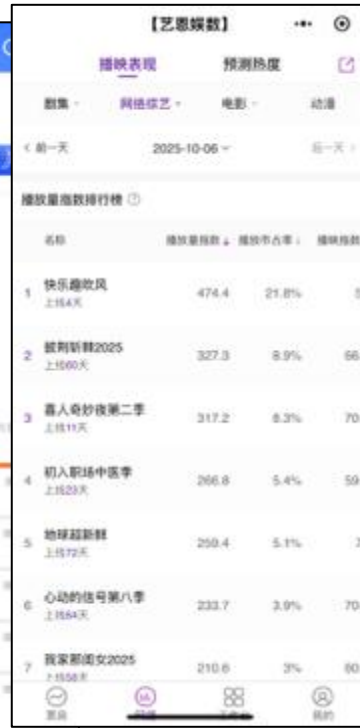 【艺恩娱数】
播映表现 预测热度
剧集 网络综艺 电影 动漫
< 前一天 2025-10-06 后一天 >
播放量指数排行榜
名称 播放量指数 播放市占率 播映指数
1 快乐趣吹风 474.4 21.8% 5
上线4天
2 披荆斩棘2025 327.3 8.9% 66
上线60天
3 喜人奇妙夜第二季 317.2 8.3% 70
上线11天
4 初入职场中医季 266.8 5.4% 59
上线23天
5 地球超新鲜 259.4 5.1% 7
上线72天
6 心动的信号第八季 233.7 3.9% 70
上线64天
7 我家那闺女2025 210.6 3% 60
上线58天
票房 我的